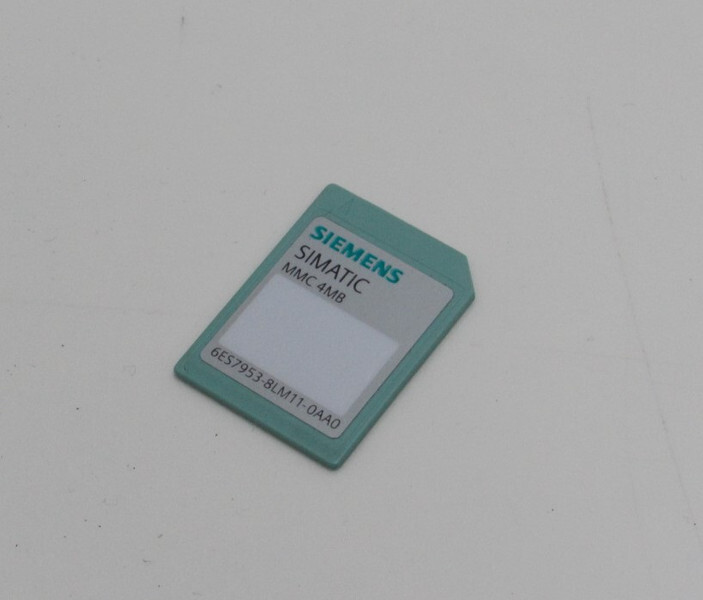 SIEMENS
SIMATIC
MMC 4MB
6ES7953-8LM11-0AA0